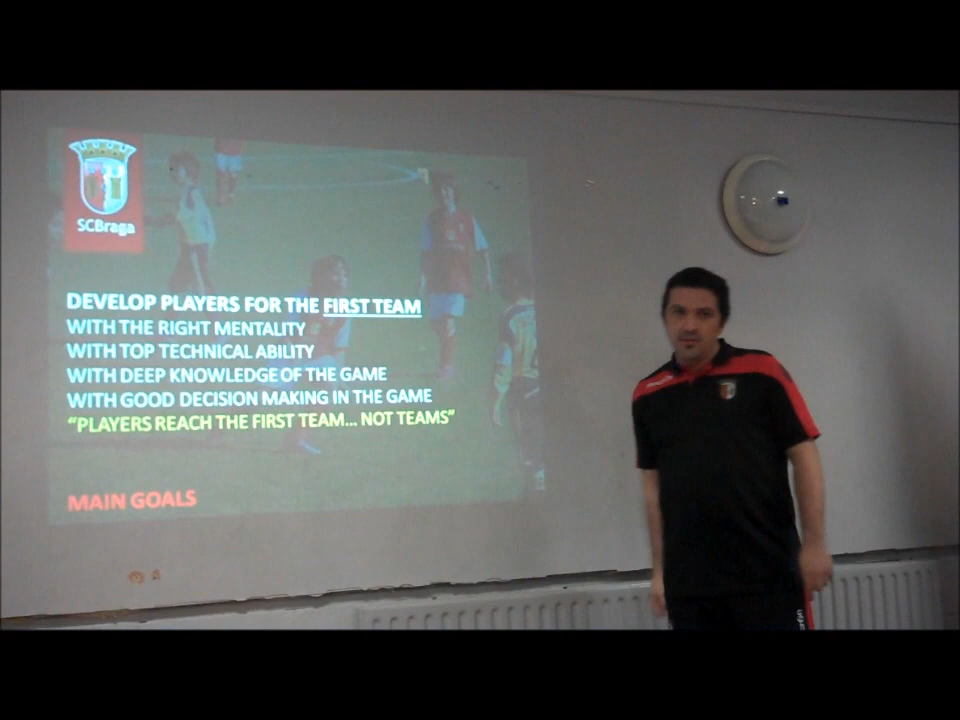 SCBraga
DEVELOP PLAYERS FOR THE FIRST TEAM
WITH THE RIGHT MENTALITY
WITH TOP TECHNICAL ABILITY
WITH DEEP KNOWLEDGE OF THE GAME
WITH GOOD DECISION MAKING IN THE GAME
“PLAYERS REACH THE FIRST TEAM... NOT TEAMS”
MAIN GOALS